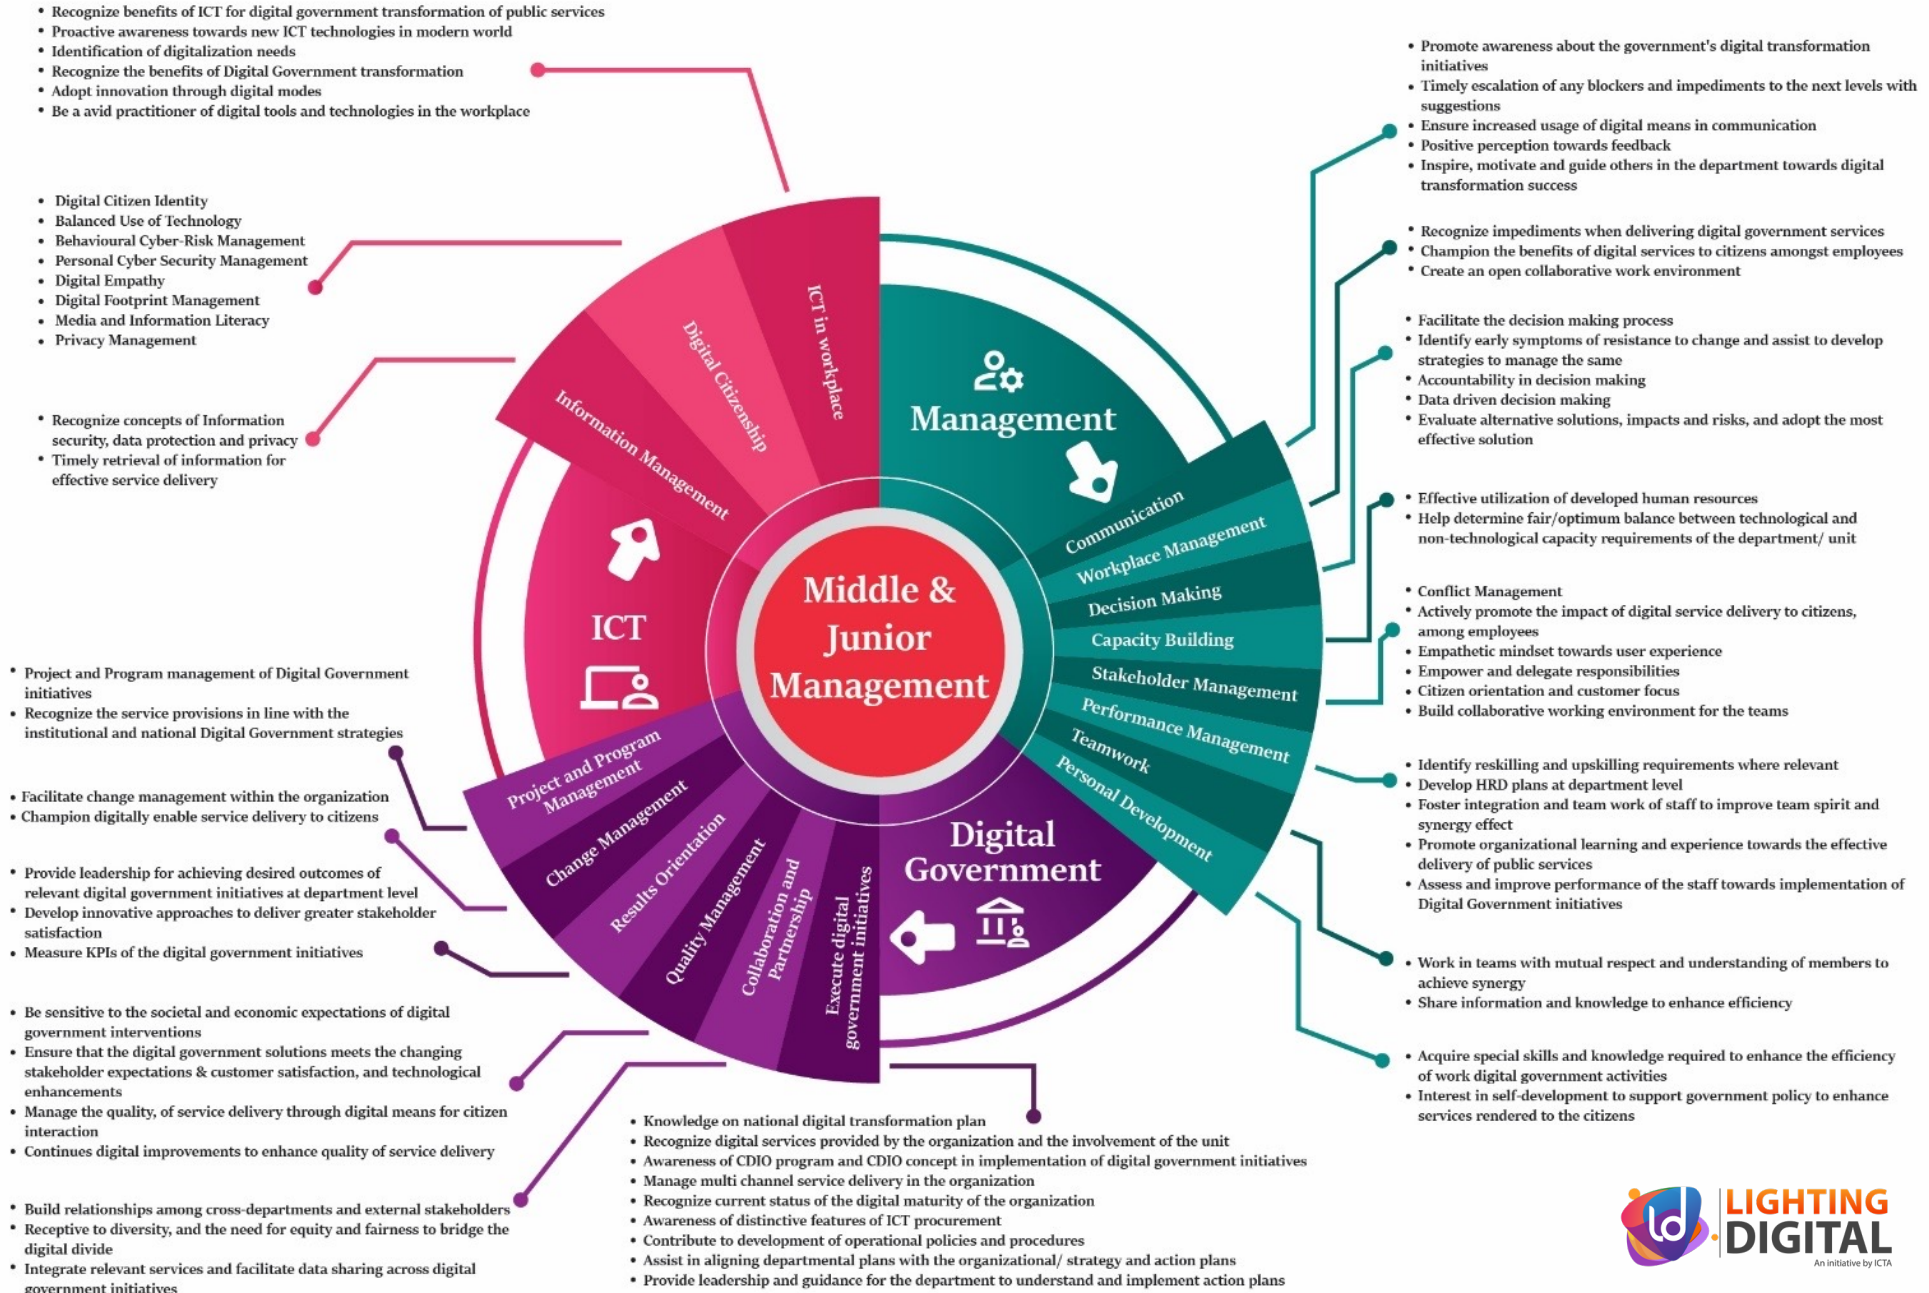 • Recognize benefits of ICT for digital government transformation of public services
• Proactive awareness towards new ICT technologies in modern world
• Identification of digitalization needs
• Recognize the benefits of Digital Government transformation
• Adopt innovation through digital modes
• Be a avid practitioner of digital tools and technologies in the workplace
• Digital Citizen Identity
• Balanced Use of Technology
• Behavioural Cyber-Risk Management
• Personal Cyber Security Management
• Digital Empathy
• Digital Footprint Management
• Media and Information Literacy
• Privacy Management
• Recognize concepts of Information
security, data protection and privacy
• Timely retrieval of information for
effective service delivery
• Project and Program management of Digital Government
initiatives
• Recognize the service provisions in line with the
institutional and national Digital Government strategies
• Facilitate change management within the organization
• Champion digitally enable service delivery to citizens
• Provide leadership for achieving desired outcomes of
relevant digital government initiatives at department level
• Develop innovative approaches to deliver greater stakeholder
satisfaction
• Measure KPIs of the digital government initiatives
• Be sensitive to the societal and economic expectations of digital
government interventions
• Ensure that the digital government solutions meets the changing
stakeholder expectations & customer satisfaction, and technological
enhancements
• Manage the quality, of service delivery through digital means for citizen
interaction
• Continues digital improvements to enhance quality of service delivery
• Build relationships among cross-departments and external stakeholders
• Receptive to diversity, and the need for equity and fairness to bridge the
digital divide
• Integrate relevant services and facilitate data sharing across digital
government initiatives
ICT in workplace
Digital Citizenship
Information Management
ICT
Management
Middle &
Junior
Management
Communication
Workplace Management
Decision Making
Capacity Building
Stakeholder Management
Performance Management
Teamwork
Personal Development
Digital
Government
Project and Program
Management
Change Management
Results Orientation
Quality Management
Collaboration and
Partnership
Execute digital
government initiatives
• Knowledge on national digital transformation plan
• Recognize digital services provided by the organization and the involvement of the unit
• Awareness of CDIO program and CDIO concept in implementation of digital government initiatives
• Manage multi channel service delivery in the organization
• Recognize current status of the digital maturity of the organization
• Awareness of distinctive features of ICT procurement
• Contribute to development of operational policies and procedures
• Assist in aligning departmental plans with the organizational/ strategy and action plans
• Provide leadership and guidance for the department to understand and implement action plans
• Promote awareness about the government's digital transformation
initiatives
• Timely escalation of any blockers and impediments to the next levels with
suggestions
• Ensure increased usage of digital means in communication
• Positive perception towards feedback
• Inspire, motivate and guide others in the department towards digital
transformation success
• Recognize impediments when delivering digital government services
• Champion the benefits of digital services to citizens amongst employees
• Create an open collaborative work environment
• Facilitate the decision making process
• Identify early symptoms of resistance to change and assist to develop
strategies to manage the same
• Accountability in decision making
• Data driven decision making
• Evaluate alternative solutions, impacts and risks, and adopt the most
effective solution
• Effective utilization of developed human resources
• Help determine fair/optimum balance between technological and
non-technological capacity requirements of the department/ unit
• Conflict Management
• Actively promote the impact of digital service delivery to citizens,
among employees
• Empathetic mindset towards user experience
• Empower and delegate responsibilities
• Citizen orientation and customer focus
• Build collaborative working environment for the teams
• Identify reskilling and upskilling requirements where relevant
• Develop HRD plans at department level
• Foster integration and team work of staff to improve team spirit and
synergy effect
• Promote organizational learning and experience towards the effective
delivery of public services
• Assess and improve performance of the staff towards implementation of
Digital Government initiatives
• Work in teams with mutual respect and understanding of members to
achieve synergy
• Share information and knowledge to enhance efficiency
• Acquire special skills and knowledge required to enhance the efficiency
of work digital government activities
• Interest in self-development to support government policy to enhance
services rendered to the citizens
ld
LIGHTING
DIGITAL
An initiative by ICTA